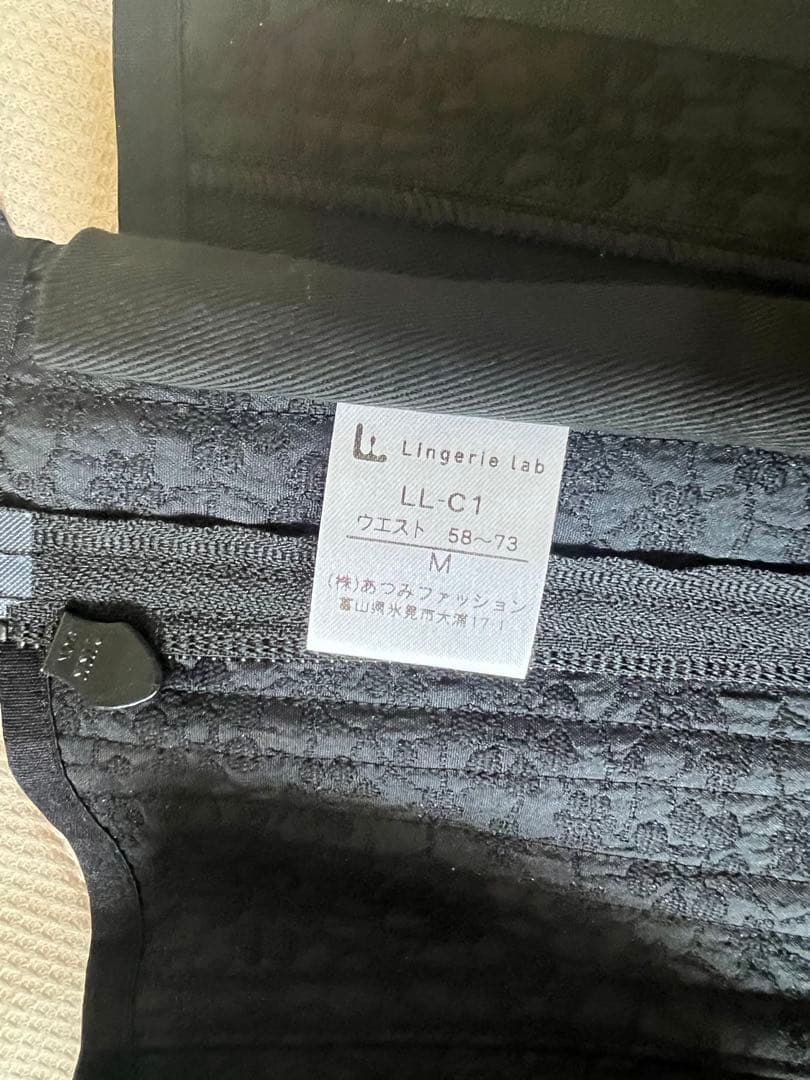 Lingerie lab
LL-C1
ウエスト 58～73
M
(株)あつみファッション
富山県氷見市大浦17-1